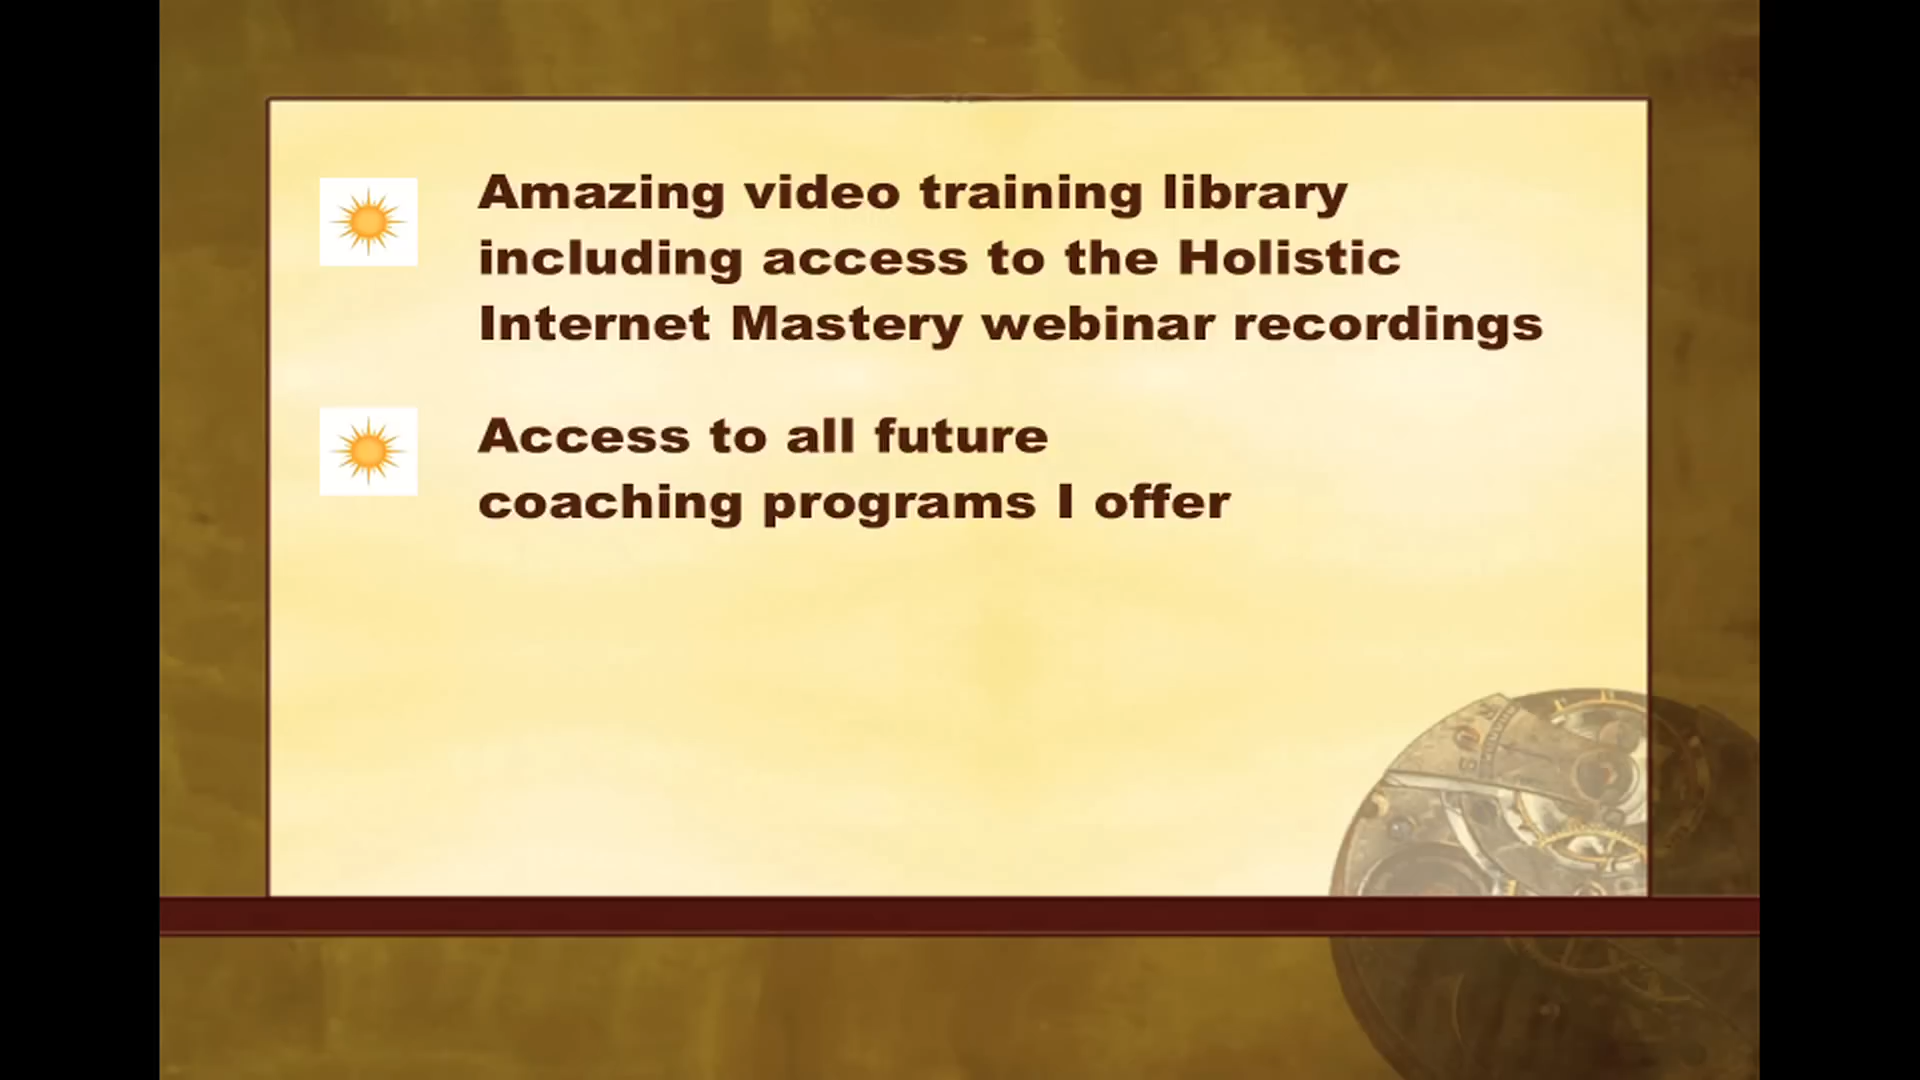 Amazing video training library
including access to the Holistic
Internet Mastery webinar recordings
Access to all future
coaching programs I offer